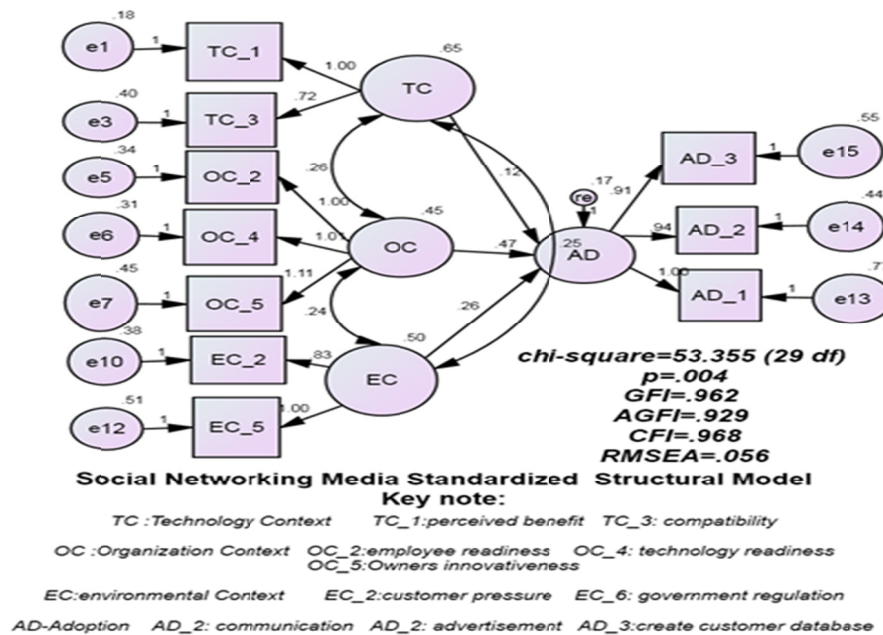 .18
e1
1
TC_1
1.00
.65
TC
.40
e3
1
TC_3
.72
.34
e5
1
OC_2
.26
1.00
.12
.55
e15
1
AD_3
.31
e6
1
OC_4
1.01
.45
OC
.47
re
.17
1
.91
.25
AD
.44
e14
1
AD_2
.94
.45
e7
1
OC_5
1.11
.24
.26
1.00
AD_1
1
e13
.38
e10
1
EC_2
.83
.50
EC
.51
e12
1
EC_5
1.00
chi-square=53.355 (29 df)
p=.004
GFI=.962
AGFI=.929
CFI=.968
RMSEA=.056
Social Networking Media Standardized Structural Model
Key note:
TC :Technology Context TC_1:perceived benefit TC_3: compatibility
OC :Organization Context OC_2:employee readiness OC_4: technology readiness
OC_5:Owners innovativeness
EC:environmental Context EC_2:customer pressure EC_6: government regulation
AD-Adoption AD_2: communication AD_2: advertisement AD_3:create customer database